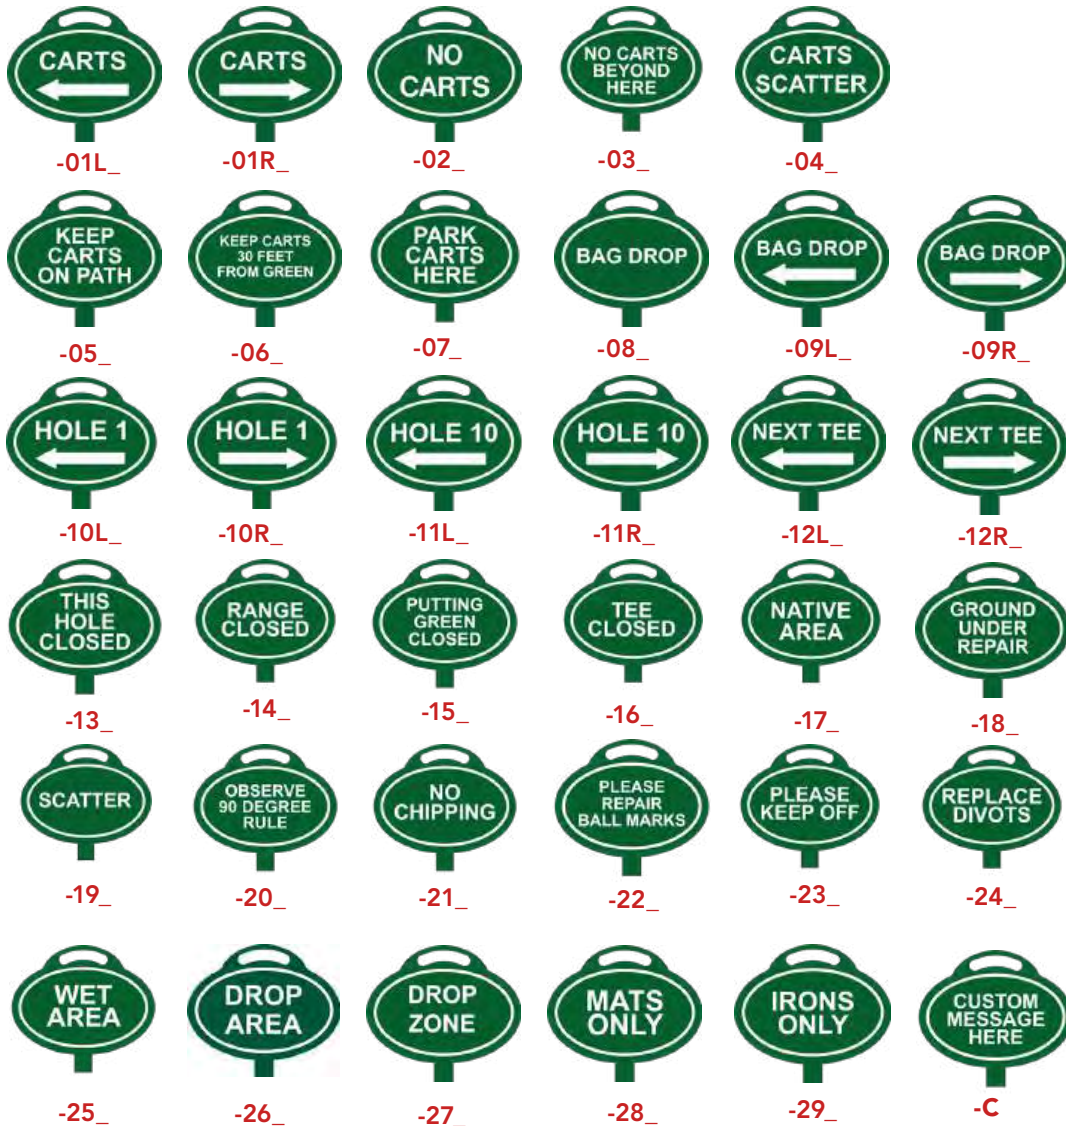 CARTS
CARTS
NO
CARTS
NO CARTS
BEYOND
HERE
CARTS
SCATTER
-01L_
-01R_
-02_
-03_
-04_
KEEP
CARTS
ON PATH
KEEP CARTS
30 FEET
FROM GREEN
PARK
CARTS
HERE
BAG DROP
BAG DROP
BAG DROP
-05_
-06_
-07_
-08_
-09L_
-09R_
HOLE 1
HOLE 1
HOLE 10
HOLE 10
NEXT TEE
NEXT TEE
-10L_
-10R_
-11L_
-11R_
-12L_
-12R_
THIS
HOLE
CLOSED
RANGE
CLOSED
PUTTING
GREEN
CLOSED
TEE
CLOSED
NATIVE
AREA
GROUND
UNDER
REPAIR
-13_
-14_
-15_
-16_
-17_
-18_
SCATTER
OBSERVE
90 DEGREE
RULE
NO
CHIPPING
PLEASE
REPAIR
BALL MARKS
PLEASE
KEEP OFF
REPLACE
DIVOTS
-19_
-20_
-21_
-22_
-23_
-24_
WET
AREA
DROP
AREA
DROP
ZONE
MATS
ONLY
IRONS
ONLY
CUSTOM
MESSAGE
HERE
-25_
-26_
-27_
-28_
-29_
-C